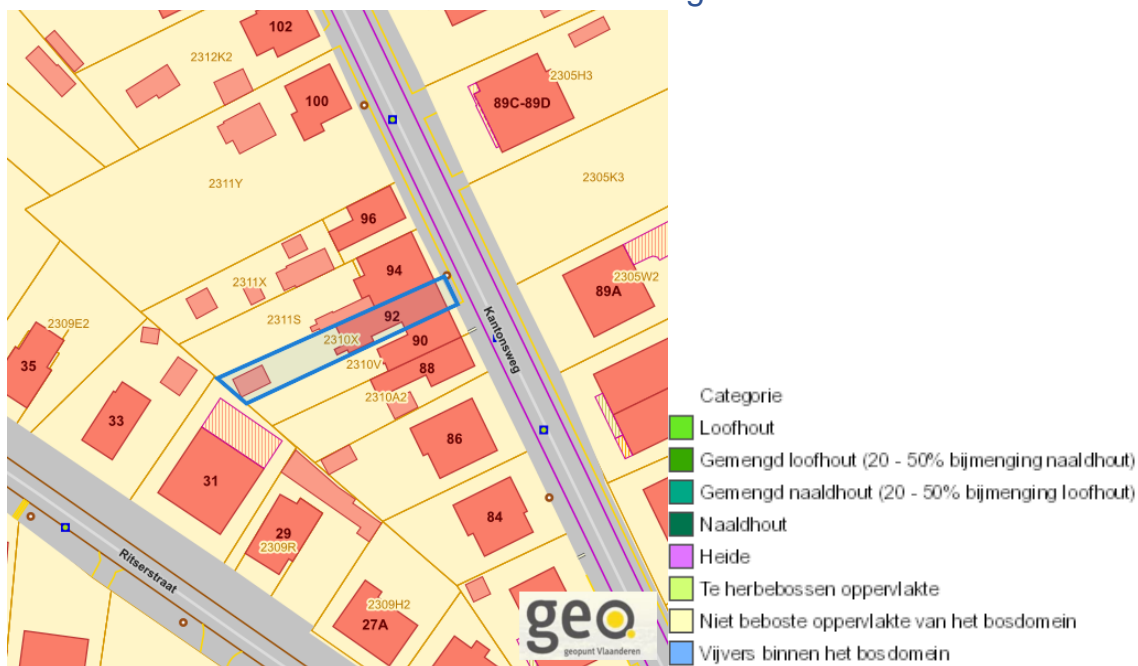 102
2312K2
2305H3
100
89C-89D
2311Y
2305K3
96
94
2305W2
89A
2311X
2311S
92
2309E2
2310X
Kantonsweg
90
35
2310V
88
2310A2
33
86
31
84
29
2309R
Ritserstraat
2309H2
27A
geo.
geopunt Vlaanderen
Categorie
Loofhout
Gemengd loofhout (20 - 50% bijmenging naaldhout)
Gemengd naaldhout (20 - 50% bijmenging loofhout)
Naaldhout
Heide
Te herbebossen oppervlakte
Niet beboste oppervlakte van het bosdomein
Vijvers binnen het bosdomein